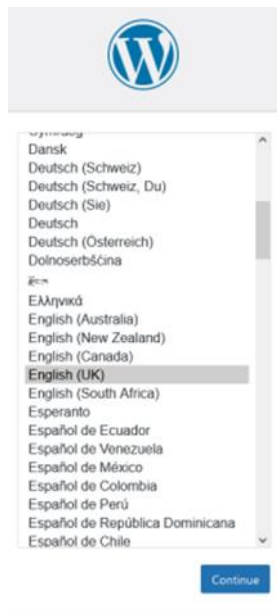 Cymraeg
Dansk
Deutsch (Schweiz)
Deutsch (Schweiz, Du)
Deutsch (Sie)
Deutsch
Deutsch (Österreich)
Dolnoserbšćina
རྫོང་ཁ
Ελληνικά
English (Australia)
English (New Zealand)
English (Canada)
English (UK)
English (South Africa)
Esperanto
Español de Ecuador
Español de Venezuela
Español de México
Español de Colombia
Español de Perú
Español de República Dominicana
Español de Chile
Continue